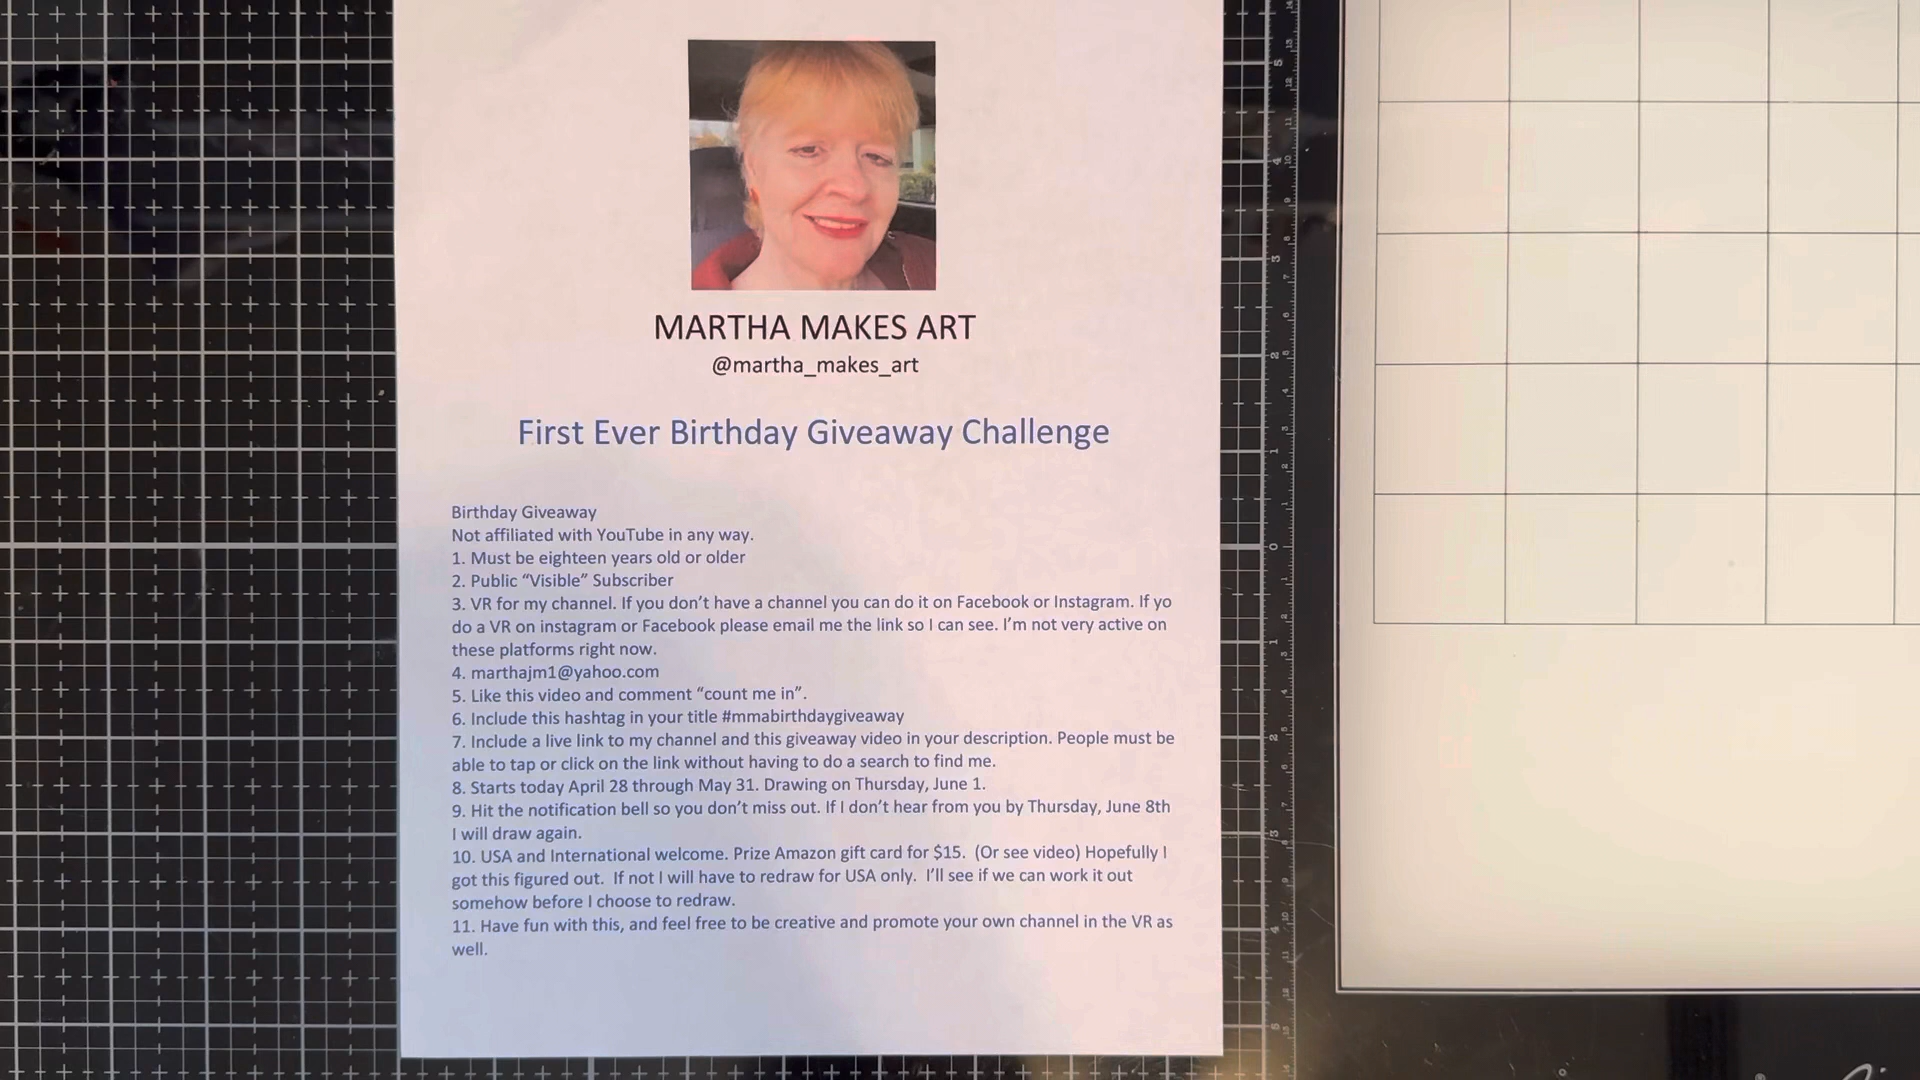 MARTHA MAKES ART
@martha_makes_art
First Ever Birthday Giveaway Challenge
Birthday Giveaway
Not affiliated with YouTube in any way.
1. Must be eighteen years old or older
2. Public “Visible” Subscriber
3. VR for my channel. If you don’t have a channel you can do it on Facebook or Instagram. If yo
do a VR on instagram or Facebook please email me the link so I can see. I’m not very active on
these platforms right now.
4. marthajm1@yahoo.com
5. Like this video and comment “count me in”.
6. Include this hashtag in your title #mmabirthdaygiveaway
7. Include a live link to my channel and this giveaway video in your description. People must be
able to tap or click on the link without having to do a search to find me.
8. Starts today April 28 through May 31. Drawing on Thursday, June 1.
9. Hit the notification bell so you don’t miss out. If I don’t hear from you by Thursday, June 8th
I will draw again.
10. USA and International welcome. Prize Amazon gift card for $15.  (Or see video) Hopefully I
got this figured out.  If not I will have to redraw for USA only.  I’ll see if we can work it out
somehow before I choose to redraw.
11. Have fun with this, and feel free to be creative and promote your own channel in the VR as
well.